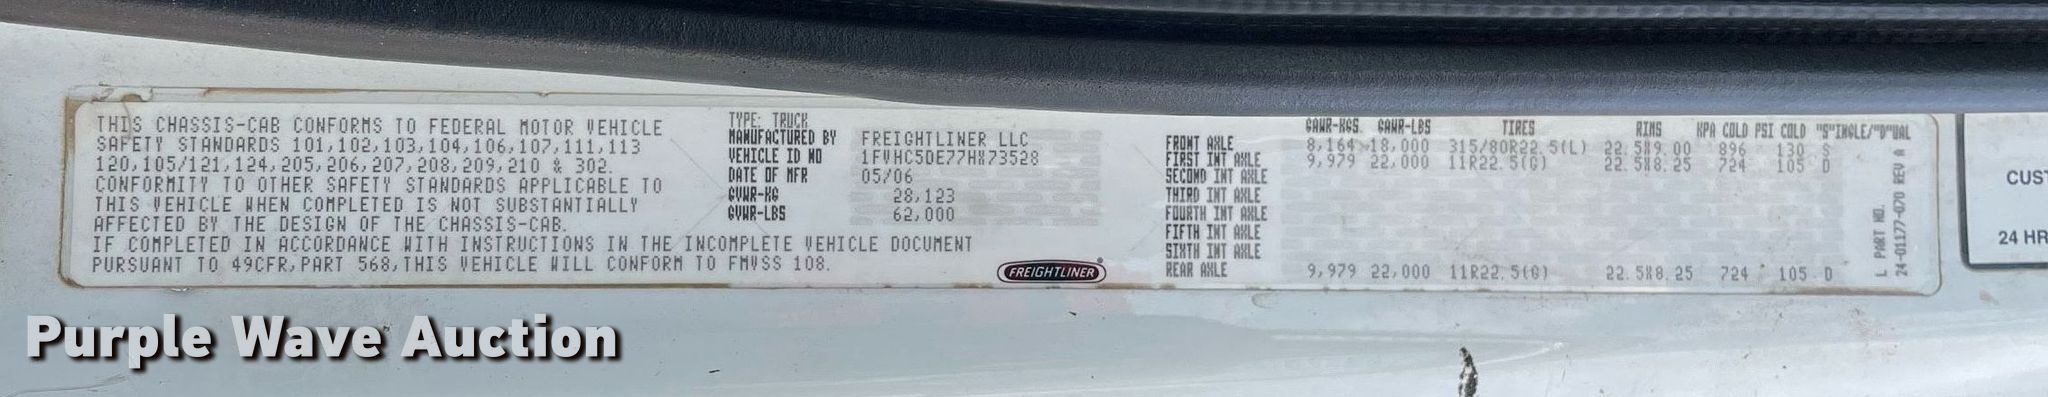 THIS CHASSIS-CAB CONFORMS TO FEDERAL MOTOR VEHICLE
SAFETY STANDARDS 101,102,103,104,106,107,111,113
120,105/121,124,205,206,207,208,209,210 & 302.
CONFORMITY TO OTHER SAFETY STANDARDS APPLICABLE TO
THIS VEHICLE WHEN COMPLETED IS NOT SUBSTANTIALLY
AFFECTED BY THE DESIGN OF THE CHASSIS-CAB.
IF COMPLETED IN ACCORDANCE WITH INSTRUCTIONS IN THE INCOMPLETE VEHICLE DOCUMENT
PURSUANT TO 49CFR,PART 568,THIS VEHICLE WILL CONFORM TO FMVSS 108.
TYPE: TRUCK
MANUFACTURED BY FREIGHTLINER LLC
VEHICLE ID NO 1FVHC5DE77HX73528
DATE OF MFR 05/06
GVWR-KG 28,123
GVWR-LBS 62,000
FREIGHTLINER
GAWR-KGS. GAWR-LBS TIRES RIMS KPA COLD PSI COLD "S"INGLE/"D"UAL
FRONT AXLE 8,164 18,000 315/80R22.5(L) 22.5X9.00 896 130 S
FIRST INT AXLE 9,979 22,000 11R22.5(G) 22.5X8.25 724 105 D
SECOND INT AXLE
THIRD INT AXLE
FOURTH INT AXLE
FIFTH INT AXLE
SIXTH INT AXLE
REAR AXLE 9,979 22,000 11R22.5(G) 22.5X8.25 724 105 D
L PART NO.
24-01177-070 REV A
CUST
24 HR
Purple Wave Auction